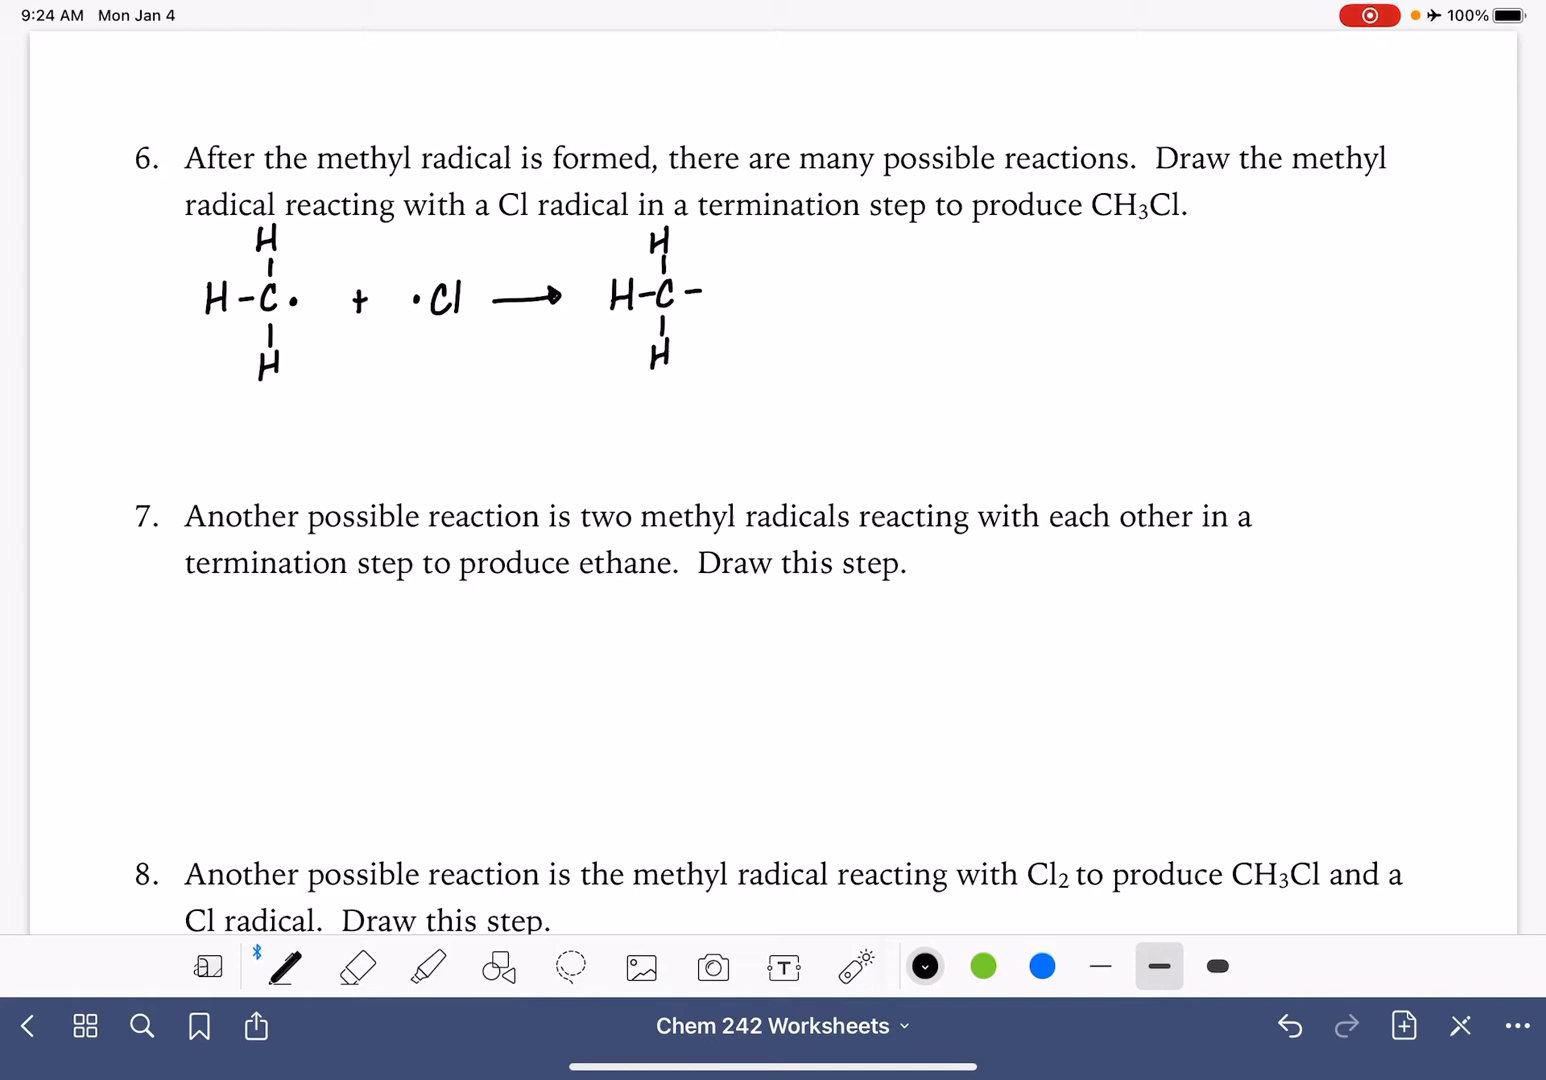 9:24 AM Mon Jan 4
100%
6. After the methyl radical is formed, there are many possible reactions. Draw the methyl
radical reacting with a Cl radical in a termination step to produce CH₃Cl.
H H
H-C· + ·Cl ⟶ H-C-
H H
7. Another possible reaction is two methyl radicals reacting with each other in a
termination step to produce ethane. Draw this step.
8. Another possible reaction is the methyl radical reacting with Cl₂ to produce CH₃Cl and a
Cl radical. Draw this step.
a
T
Chem 242 Worksheets